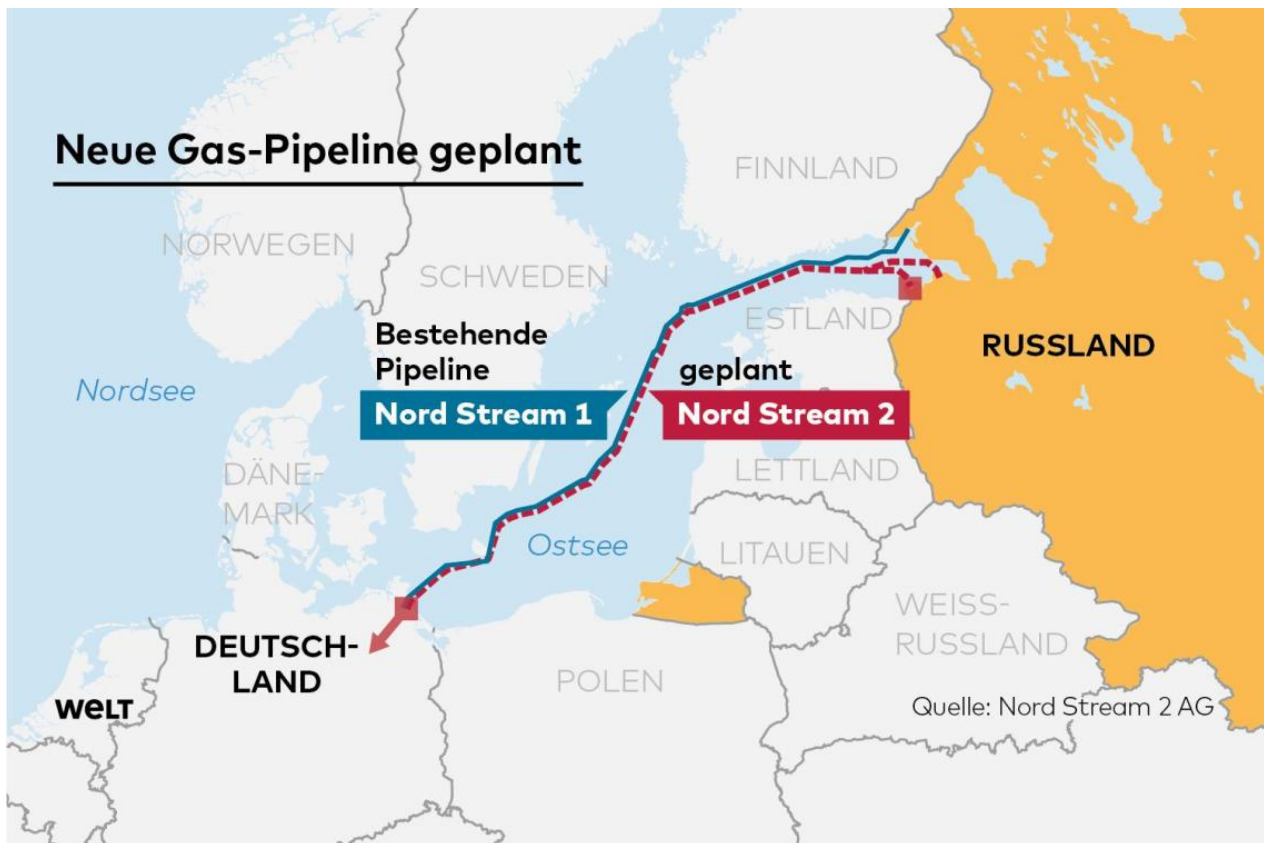 Neue Gas-Pipeline geplant
FINNLAND
NORWEGEN
SCHWEDEN
ESTLAND
RUSSLAND
Bestehende
Pipeline
Nord Stream 1
geplant
Nord Stream 2
Nordsee
DÄNE-
MARK
LETTLAND
Ostsee
LITAUEN
WEISS-
RUSSLAND
DEUTSCH-
LAND
POLEN
WELT
Quelle: Nord Stream 2 AG